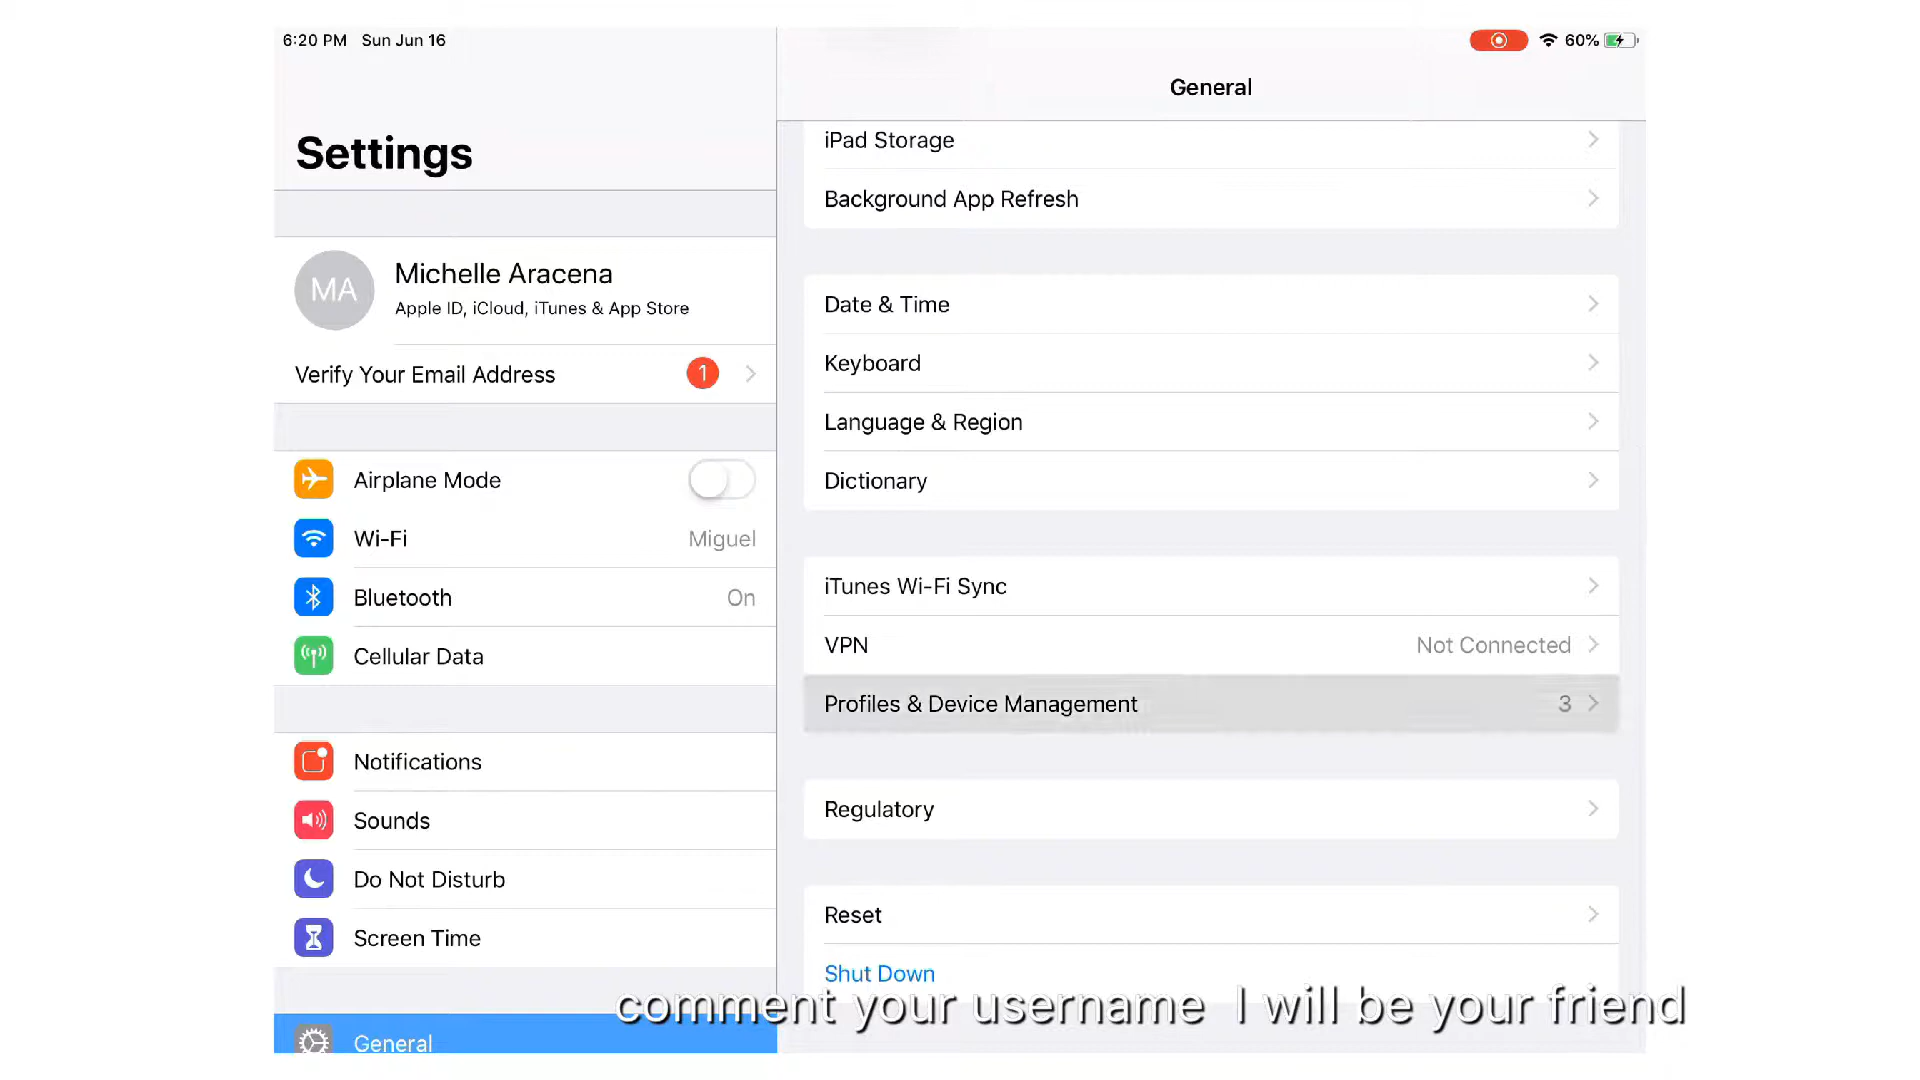 6:20 PM Sun Jun 16
60%
Settings
MA
Michelle Aracena
Apple ID, iCloud, iTunes & App Store
Verify Your Email Address 1
Airplane Mode
Wi-Fi Miguel
Bluetooth On
Cellular Data
Notifications
Sounds
Do Not Disturb
Screen Time
General
General
iPad Storage
Background App Refresh
Date & Time
Keyboard
Language & Region
Dictionary
iTunes Wi-Fi Sync
VPN Not Connected
Profiles & Device Management 3
Regulatory
Reset
Shut Down
comment your username I will be your friend